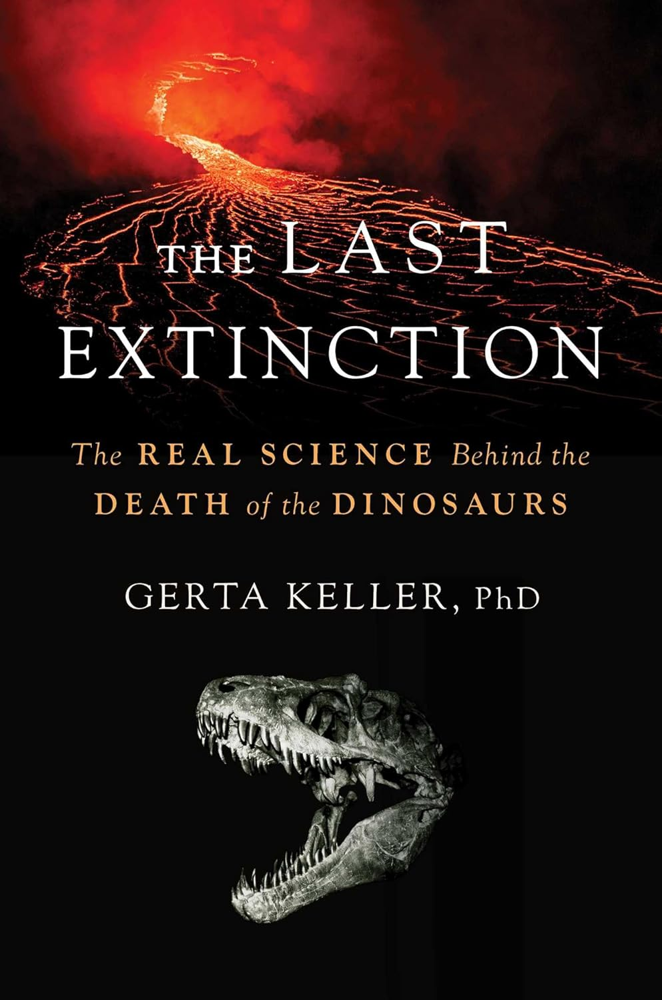 THE LAST
EXTINCTION
The REAL SCIENCE Behind the
DEATH of the DINOSAURS
GERTA KELLER, PhD